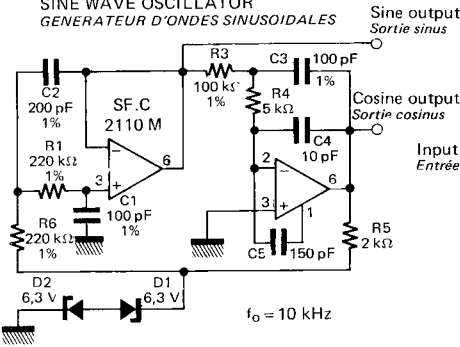 SINE WAVE OSCILLATOR
GENERATEUR D'ONDES SINUSOIDALES
Sine output
Sortie sinus
C2
200 pF
1%
SF.C
2110 M
R3
100 kΩ
1%
C3
100 pF
1%
R4
5 kΩ
Cosine output
Sortie cosinus
C4
10 pF
Input
Entrée
R1
220 kΩ
1%
3
6
C1
100 pF
1%
2
3
6
1
R6
220 kΩ
1%
C5
150 pF
R5
2 kΩ
D2
6,3 V
D1
6,3 V
fo = 10 kHz